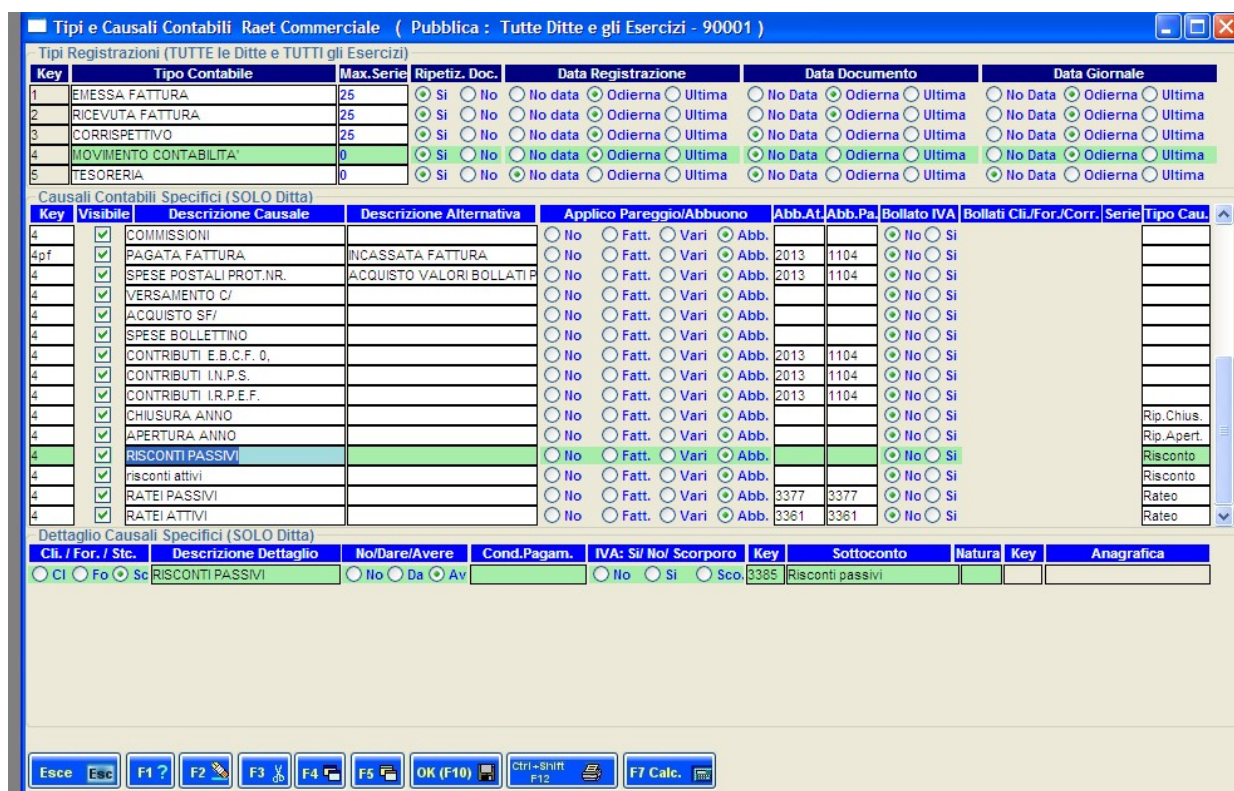 Tipi e Causali Contabili Raet Commerciale ( Pubblica : Tutte Ditte e gli Esercizi - 90001 )
Tipi Registrazioni (TUTTE le Ditte e TUTTI gli Esercizi)
Key Tipo Contabile Max.Serie Ripetiz. Doc. Data Registrazione Data Documento Data Giornale
1 EMESSA FATTURA 25 Si No No data Odierna Ultima No Data Odierna Ultima No Data Odierna Ultima
2 RICEVUTA FATTURA 25 Si No No data Odierna Ultima No Data Odierna Ultima No Data Odierna Ultima
3 CORRISPETTIVO 25 Si No No data Odierna Ultima No Data Odierna Ultima No Data Odierna Ultima
4 MOVIMENTO CONTABILITA' 0 Si No No data Odierna Ultima No Data Odierna Ultima No Data Odierna Ultima
5 TESORERIA 0 Si No No data Odierna Ultima No Data Odierna Ultima No Data Odierna Ultima
Causali Contabili Specifici (SOLO Ditta)
Key Visibile Descrizione Causale Descrizione Alternativa Applico Pareggio/Abbuono Abb.At. Abb.Pa. Bollato IVA Bollati Cli./For./Corr. Serie Tipo Cau.
4 COMMISSIONI No Fatt. Vari Abb. No Si
4pf PAGATA FATTURA INCASSATA FATTURA No Fatt. Vari Abb. 2013 1104 No Si
4 SPESE POSTALI PROT.NR. ACQUISTO VALORI BOLLATI P No Fatt. Vari Abb. 2013 1104 No Si
4 VERSAMENTO C/ No Fatt. Vari Abb. No Si
4 ACQUISTO SF/ No Fatt. Vari Abb. No Si
4 SPESE BOLLETTINO No Fatt. Vari Abb. No Si
4 CONTRIBUTI E.B.C.F. 0, No Fatt. Vari Abb. 2013 1104 No Si
4 CONTRIBUTI I.N.P.S. No Fatt. Vari Abb. 2013 1104 No Si
4 CONTRIBUTI I.R.P.E.F. No Fatt. Vari Abb. 2013 1104 No Si
4 CHIUSURA ANNO No Fatt. Vari Abb. No Si Rip.Chius.
4 APERTURA ANNO No Fatt. Vari Abb. No Si Rip.Apert.
4 RISCONTI PASSIVI No Fatt. Vari Abb. No Si Risconto
4 risconti attivi No Fatt. Vari Abb. No Si Risconto
4 RATEI PASSIVI No Fatt. Vari Abb. 3377 3377 No Si Rateo
4 RATEI ATTIVI No Fatt. Vari Abb. 3361 3361 No Si Rateo
Dettaglio Causali Specifici (SOLO Ditta)
Cli. / For. / Stc. Descrizione Dettaglio No/Dare/Avere Cond.Pagam. IVA: Si/ No/ Scorporo Key Sottoconto Natura Key Anagrafica
Cl Fo Sc RISCONTI PASSIVI No Da Av No Si Sco. 3385 Risconti passivi
Esce Esc F1 ? F2 F3 F4 F5 OK (F10) Ctrl+Shift F12 F7 Calc.